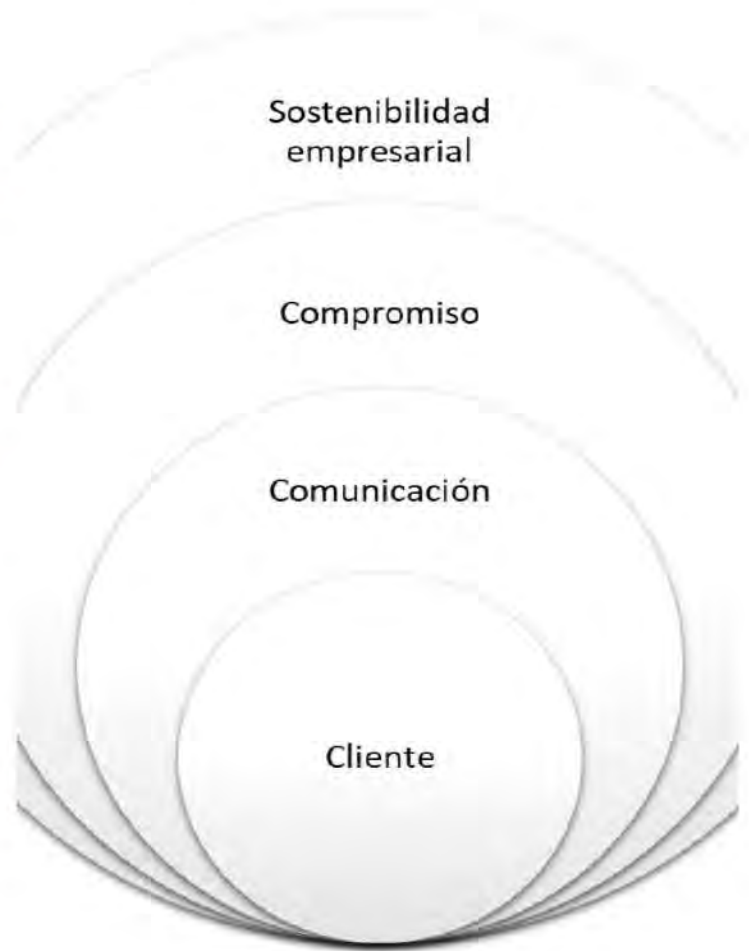 Sostenibilidad
empresarial
Compromiso
Comunicación
Cliente